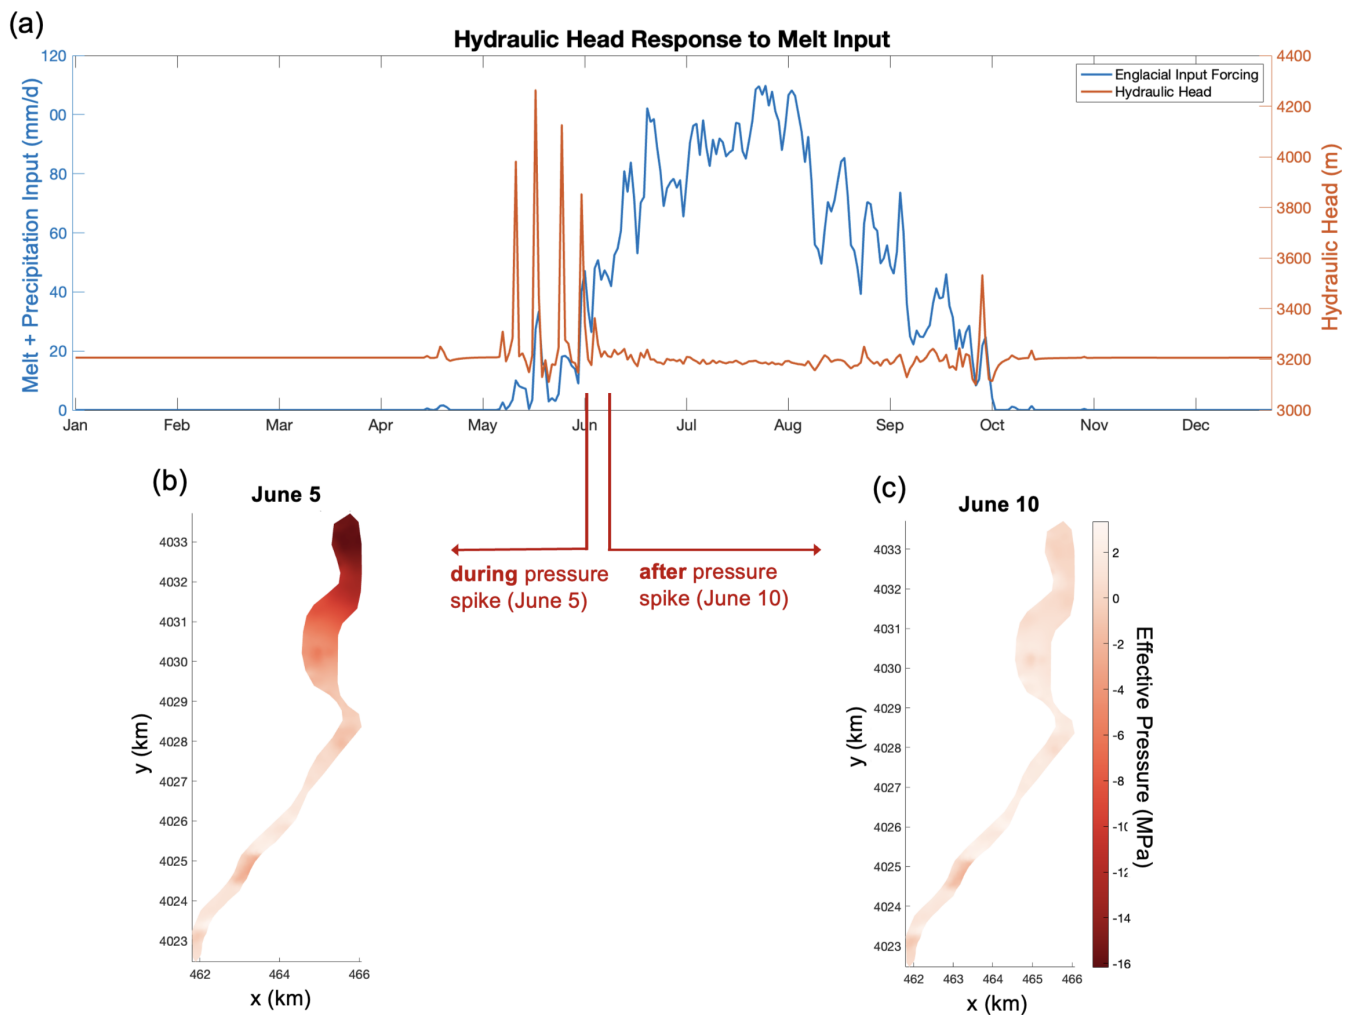 (a)
Hydraulic Head Response to Melt Input
Melt + Precipitation Input (mm/d)
120
00
80
60
40
20
0
Englacial Input Forcing
Hydraulic Head
4400
4200
4000
3800
3600
3400
3200
3000
Hydraulic Head (m)
Jan Feb Mar Apr May Jun Jul Aug Sep Oct Nov Dec
(b)
June 5
y (km)
4033
4032
4031
4030
4029
4028
4027
4026
4025
4024
4023
462 464 466
x (km)
during pressure
spike (June 5)
after pressure
spike (June 10)
(c)
June 10
y (km)
4033
4032
4031
4030
4029
4028
4027
4026
4025
4024
4023
462 463 464 465 466
x (km)
2
0
-2
-4
-6
-8
-10
-12
-14
-16
Effective Pressure (MPa)